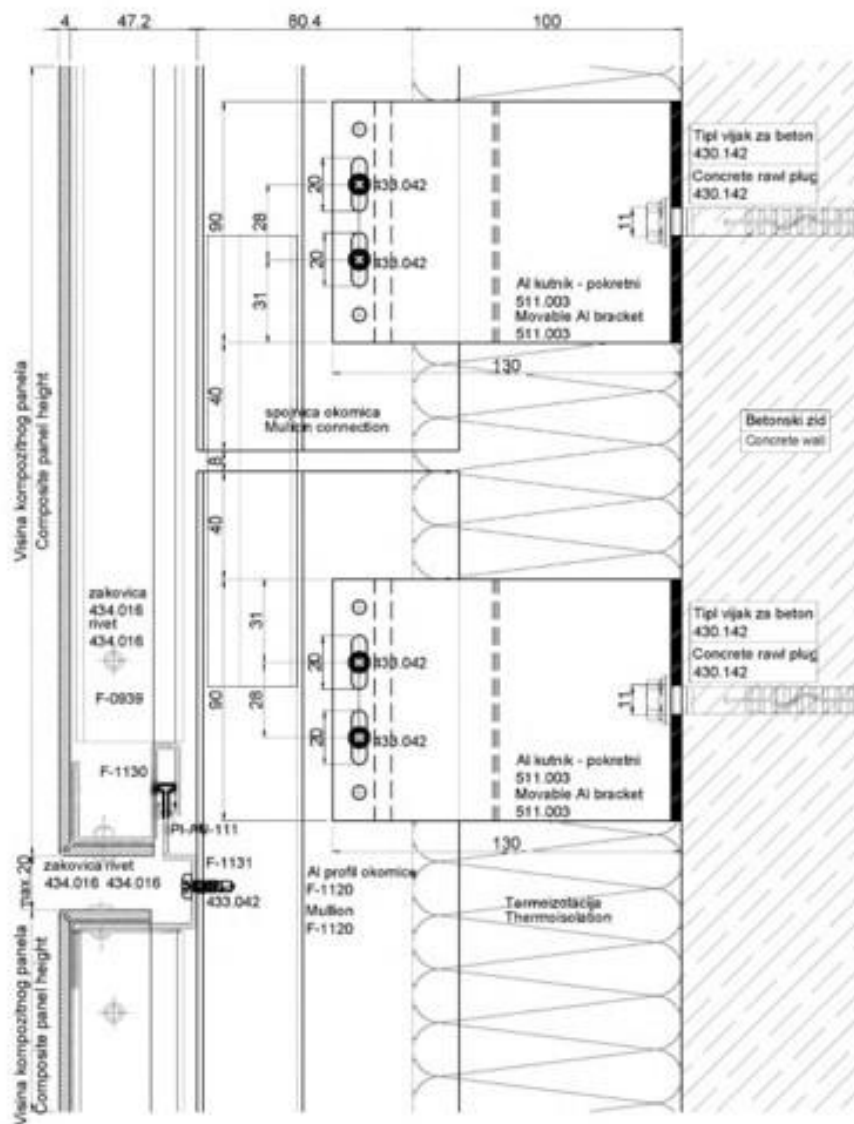 4 47.2 80.4 100
Tipl vijak za beton
430.142
Concrete rawl plug
430.142
20
433.042
28
90
11
20
433.042
31
Al kutnik - pokretni
511.003
Movable Al bracket
511.003
130
40
spojnica okomica
Mullion connection
Betonski zid
Concrete wall
8
Visina kompozitnog panela
Composite panel height
40
zakovica
434.016
rivet
434.016
31
Tipl vijak za beton
430.142
Concrete rawl plug
430.142
20
433.042
F-0939
90
28
11
20
433.042
F-1130
Al kutnik - pokretni
511.003
Movable Al bracket
511.003
PI-AV-111
130
max.20
zakovica rivet
434.016 434.016
F-1131
433.042
Al profil okomice
F-1120
Mullion
F-1120
Termoizolacija
Thermoisolation
Visina kompozitnog panela
Composite panel height